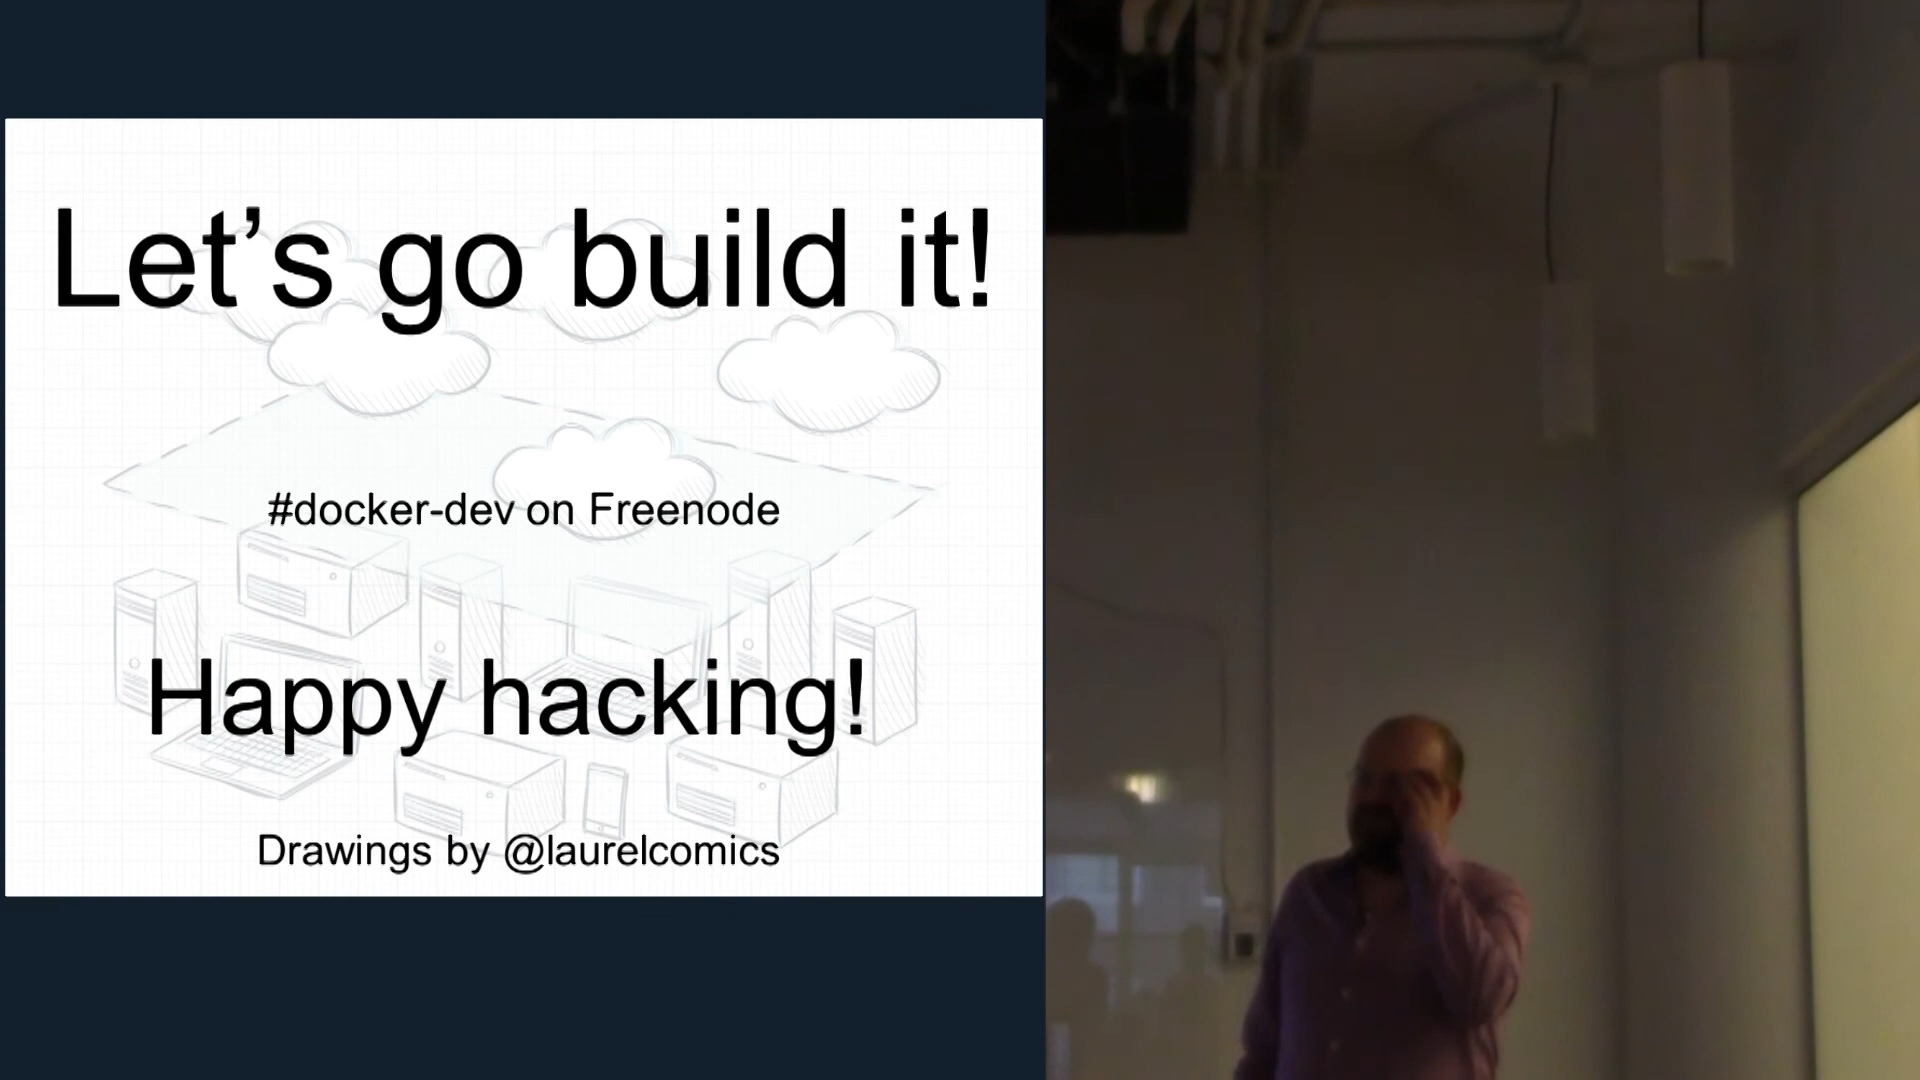 Let’s go build it!
#docker-dev on Freenode
Happy hacking!
Drawings by @laurelcomics